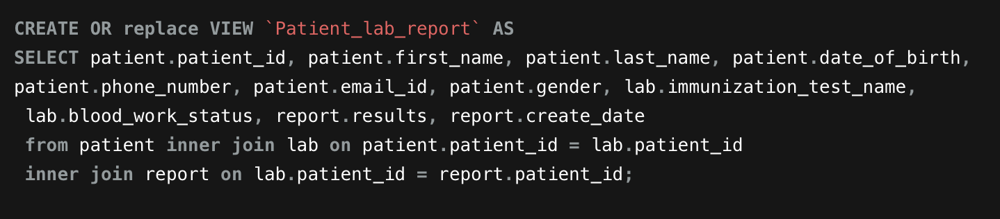 CREATE OR replace VIEW `Patient_lab_report` AS
SELECT patient.patient_id, patient.first_name, patient.last_name, patient.date_of_birth,
patient.phone_number, patient.email_id, patient.gender, lab.immunization_test_name,
lab.blood_work_status, report.results, report.create_date
from patient inner join lab on patient.patient_id = lab.patient_id
inner join report on lab.patient_id = report.patient_id;